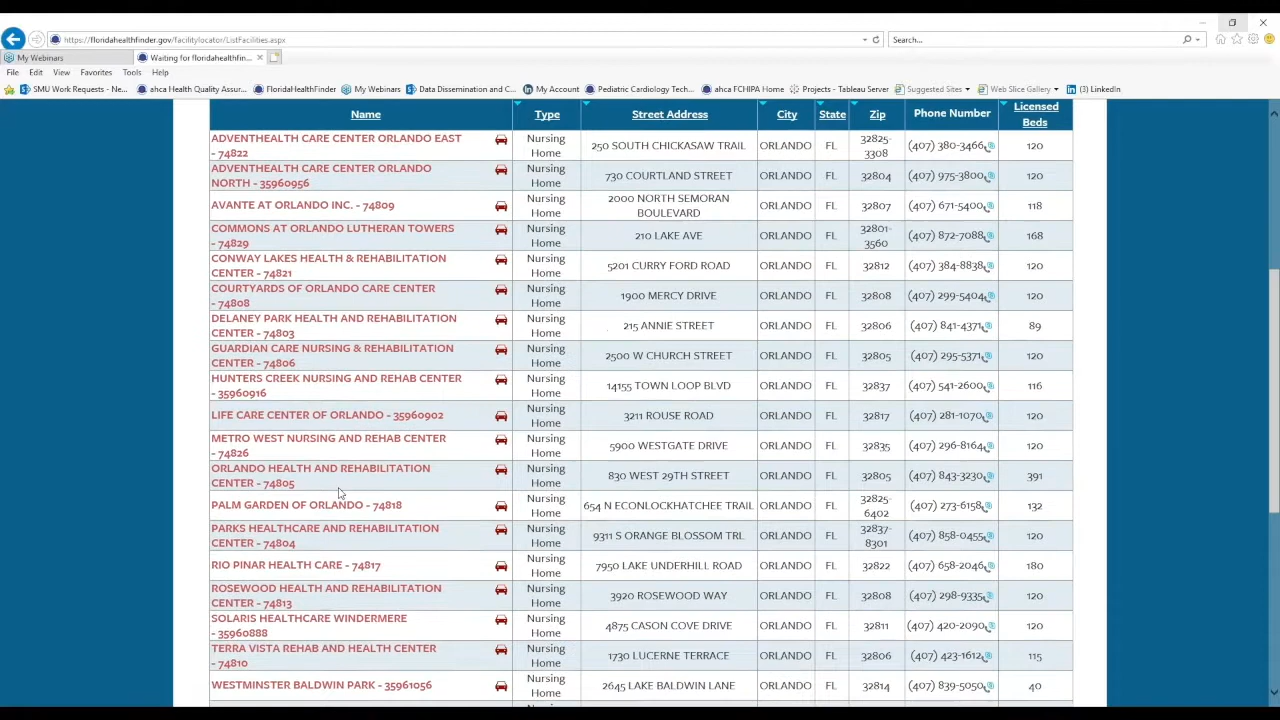 https://floridahealthfinder.gov/facilitylocator/ListFacilities.aspx
Search...
My Webinars
Waiting for floridahealthfin...
File Edit View Favorites Tools Help
SMU Work Requests - Ne... ahca Health Quality Assur... FloridaHealthFinder My Webinars Data Dissemination and C... My Account Pediatric Cardiology Tech... ahca FCHIPA Home Projects - Tableau Server Suggested Sites Web Slice Gallery (3) LinkedIn
Name Type Street Address City State Zip Phone Number Licensed Beds
ADVENTHEALTH CARE CENTER ORLANDO EAST - 74822 Nursing Home 250 SOUTH CHICKASAW TRAIL ORLANDO FL 32825-3308 (407) 380-3466 120
ADVENTHEALTH CARE CENTER ORLANDO NORTH - 35960956 Nursing Home 730 COURTLAND STREET ORLANDO FL 32804 (407) 975-3800 120
AVANTE AT ORLANDO INC. - 74809 Nursing Home 2000 NORTH SEMORAN BOULEVARD ORLANDO FL 32807 (407) 671-5400 118
COMMONS AT ORLANDO LUTHERAN TOWERS - 74829 Nursing Home 210 LAKE AVE ORLANDO FL 32801-3560 (407) 872-7088 168
CONWAY LAKES HEALTH & REHABILITATION CENTER - 74821 Nursing Home 5201 CURRY FORD ROAD ORLANDO FL 32812 (407) 384-8838 120
COURTYARDS OF ORLANDO CARE CENTER - 74808 Nursing Home 1900 MERCY DRIVE ORLANDO FL 32808 (407) 299-5404 120
DELANEY PARK HEALTH AND REHABILITATION CENTER - 74803 Nursing Home 215 ANNIE STREET ORLANDO FL 32806 (407) 841-4371 89
GUARDIAN CARE NURSING & REHABILITATION CENTER - 74806 Nursing Home 2500 W CHURCH STREET ORLANDO FL 32805 (407) 295-5371 120
HUNTERS CREEK NURSING AND REHAB CENTER - 35960916 Nursing Home 14155 TOWN LOOP BLVD ORLANDO FL 32837 (407) 541-2600 116
LIFE CARE CENTER OF ORLANDO - 35960902 Nursing Home 3211 ROUSE ROAD ORLANDO FL 32817 (407) 281-1070 120
METRO WEST NURSING AND REHAB CENTER - 74826 Nursing Home 5900 WESTGATE DRIVE ORLANDO FL 32835 (407) 296-8164 120
ORLANDO HEALTH AND REHABILITATION CENTER - 74805 Nursing Home 830 WEST 29TH STREET ORLANDO FL 32805 (407) 843-3230 391
PALM GARDEN OF ORLANDO - 74818 Nursing Home 654 N ECONLOCKHATCHEE TRAIL ORLANDO FL 32825-6402 (407) 273-6158 132
PARKS HEALTHCARE AND REHABILITATION CENTER - 74804 Nursing Home 9311 S ORANGE BLOSSOM TRL ORLANDO FL 32837-8301 (407) 858-0455 120
RIO PINAR HEALTH CARE - 74817 Nursing Home 7950 LAKE UNDERHILL ROAD ORLANDO FL 32822 (407) 658-2046 180
ROSEWOOD HEALTH AND REHABILITATION CENTER - 74813 Nursing Home 3920 ROSEWOOD WAY ORLANDO FL 32808 (407) 298-9335 120
SOLARIS HEALTHCARE WINDERMERE - 35960888 Nursing Home 4875 CASON COVE DRIVE ORLANDO FL 32811 (407) 420-2090 120
TERRA VISTA REHAB AND HEALTH CENTER - 74810 Nursing Home 1730 LUCERNE TERRACE ORLANDO FL 32806 (407) 423-1612 115
WESTMINSTER BALDWIN PARK - 35961056 Nursing Home 2645 LAKE BALDWIN LANE ORLANDO FL 32814 (407) 839-5050 40